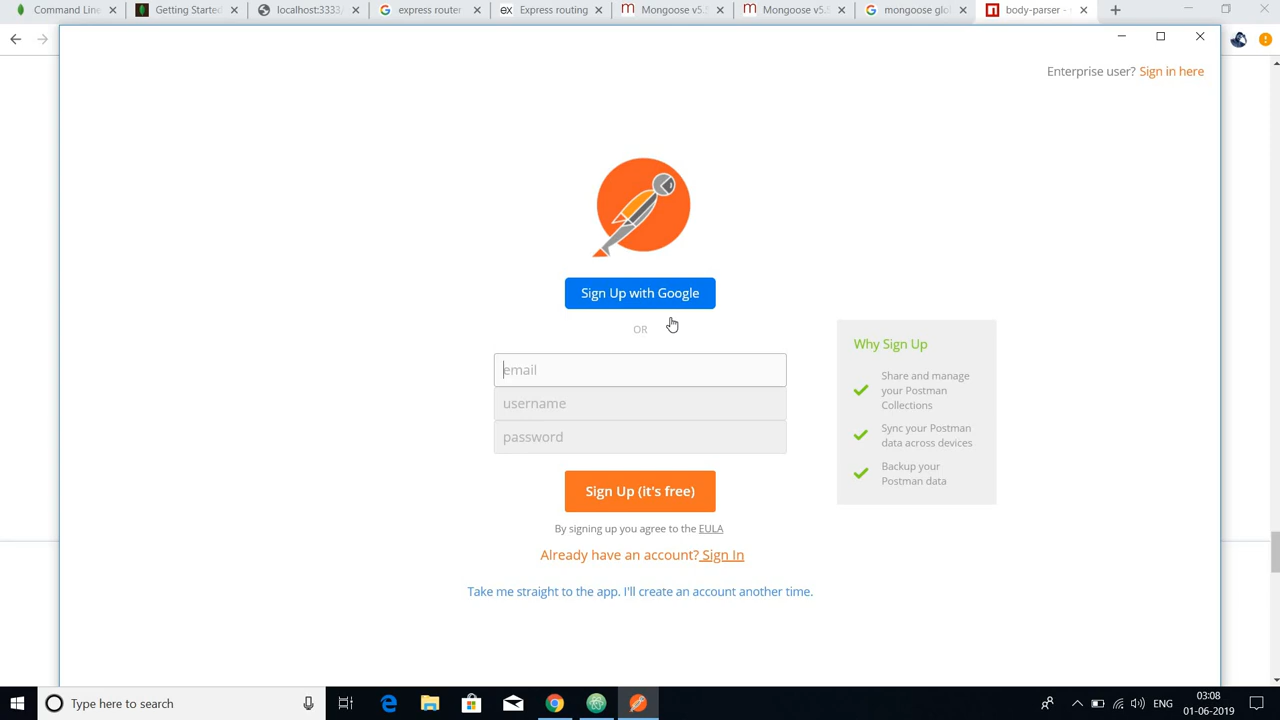 Command Line
Getting Started
localhost:3333/
express router
Express routing
Mongoose v5.5
Mongoose v5.5
mongoose glo
body-parser -
Enterprise user? Sign in here
Sign Up with Google
OR
email
username
password
Sign Up (it's free)
By signing up you agree to the EULA
Already have an account? Sign In
Take me straight to the app. I'll create an account another time.
Why Sign Up
Share and manage
your Postman
Collections
Sync your Postman
data across devices
Backup your
Postman data
Type here to search
ENG
03:08
01-06-2019